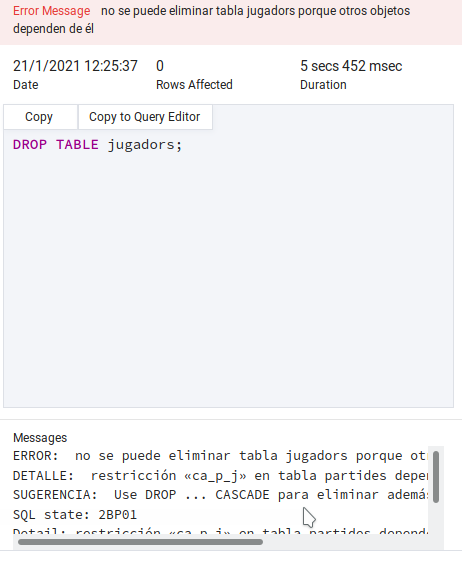 Error Message no se puede eliminar tabla jugadors porque otros objetos
dependen de él
21/1/2021 12:25:37 0 5 secs 452 msec
Date Rows Affected Duration
Copy Copy to Query Editor
DROP TABLE jugadors;
Messages
ERROR: no se puede eliminar tabla jugadors porque ot
DETALLE: restricción «ca_p_j» en tabla partides deper
SUGERENCIA: Use DROP ... CASCADE para eliminar además
SQL state: 2BP01
Detail: restricción «ca_p_j» en tabla partides depend